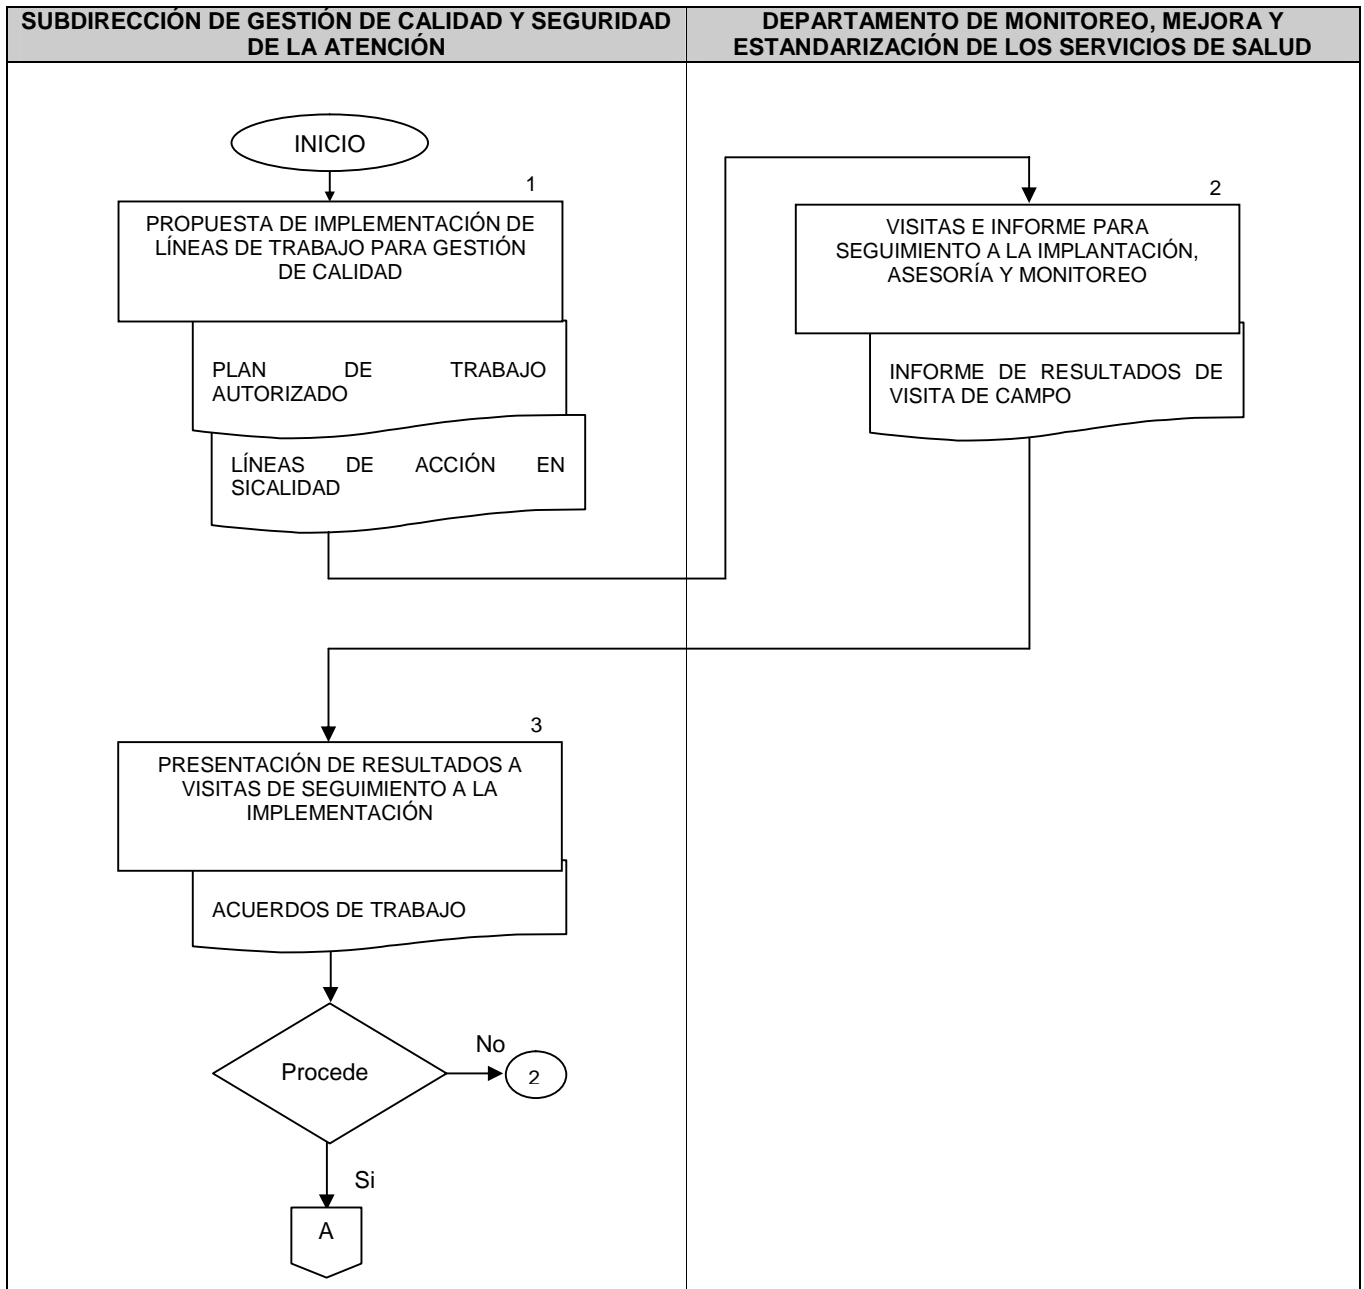 SUBDIRECCIÓN DE GESTIÓN DE CALIDAD Y SEGURIDAD
DE LA ATENCIÓN
DEPARTAMENTO DE MONITOREO, MEJORA Y
ESTANDARIZACIÓN DE LOS SERVICIOS DE SALUD
INICIO
1
PROPUESTA DE IMPLEMENTACIÓN DE
LÍNEAS DE TRABAJO PARA GESTIÓN
DE CALIDAD
PLAN DE TRABAJO
AUTORIZADO
LÍNEAS DE ACCIÓN EN
SICALIDAD
2
VISITAS E INFORME PARA
SEGUIMIENTO A LA IMPLANTACIÓN,
ASESORÍA Y MONITOREO
INFORME DE RESULTADOS DE
VISITA DE CAMPO
3
PRESENTACIÓN DE RESULTADOS A
VISITAS DE SEGUIMIENTO A LA
IMPLEMENTACIÓN
ACUERDOS DE TRABAJO
Procede
No
2
Si
A